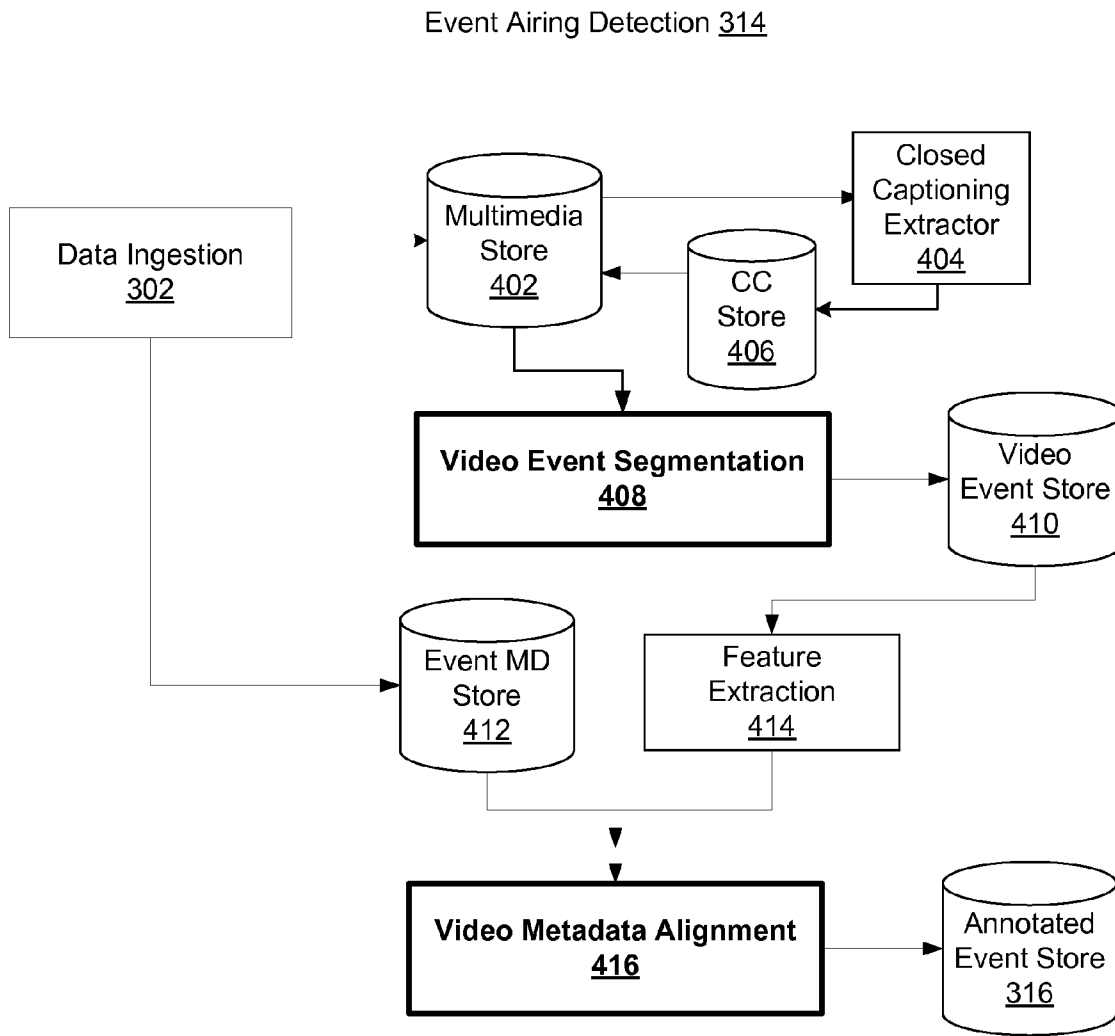 Event Airing Detection 314
Closed
Captioning
Extractor
404
Multimedia
Store
402
Data Ingestion
302
CC
Store
406
Video Event Segmentation
408
Video
Event Store
410
Event MD
Store
412
Feature
Extraction
414
Video Metadata Alignment
416
Annotated
Event Store
316